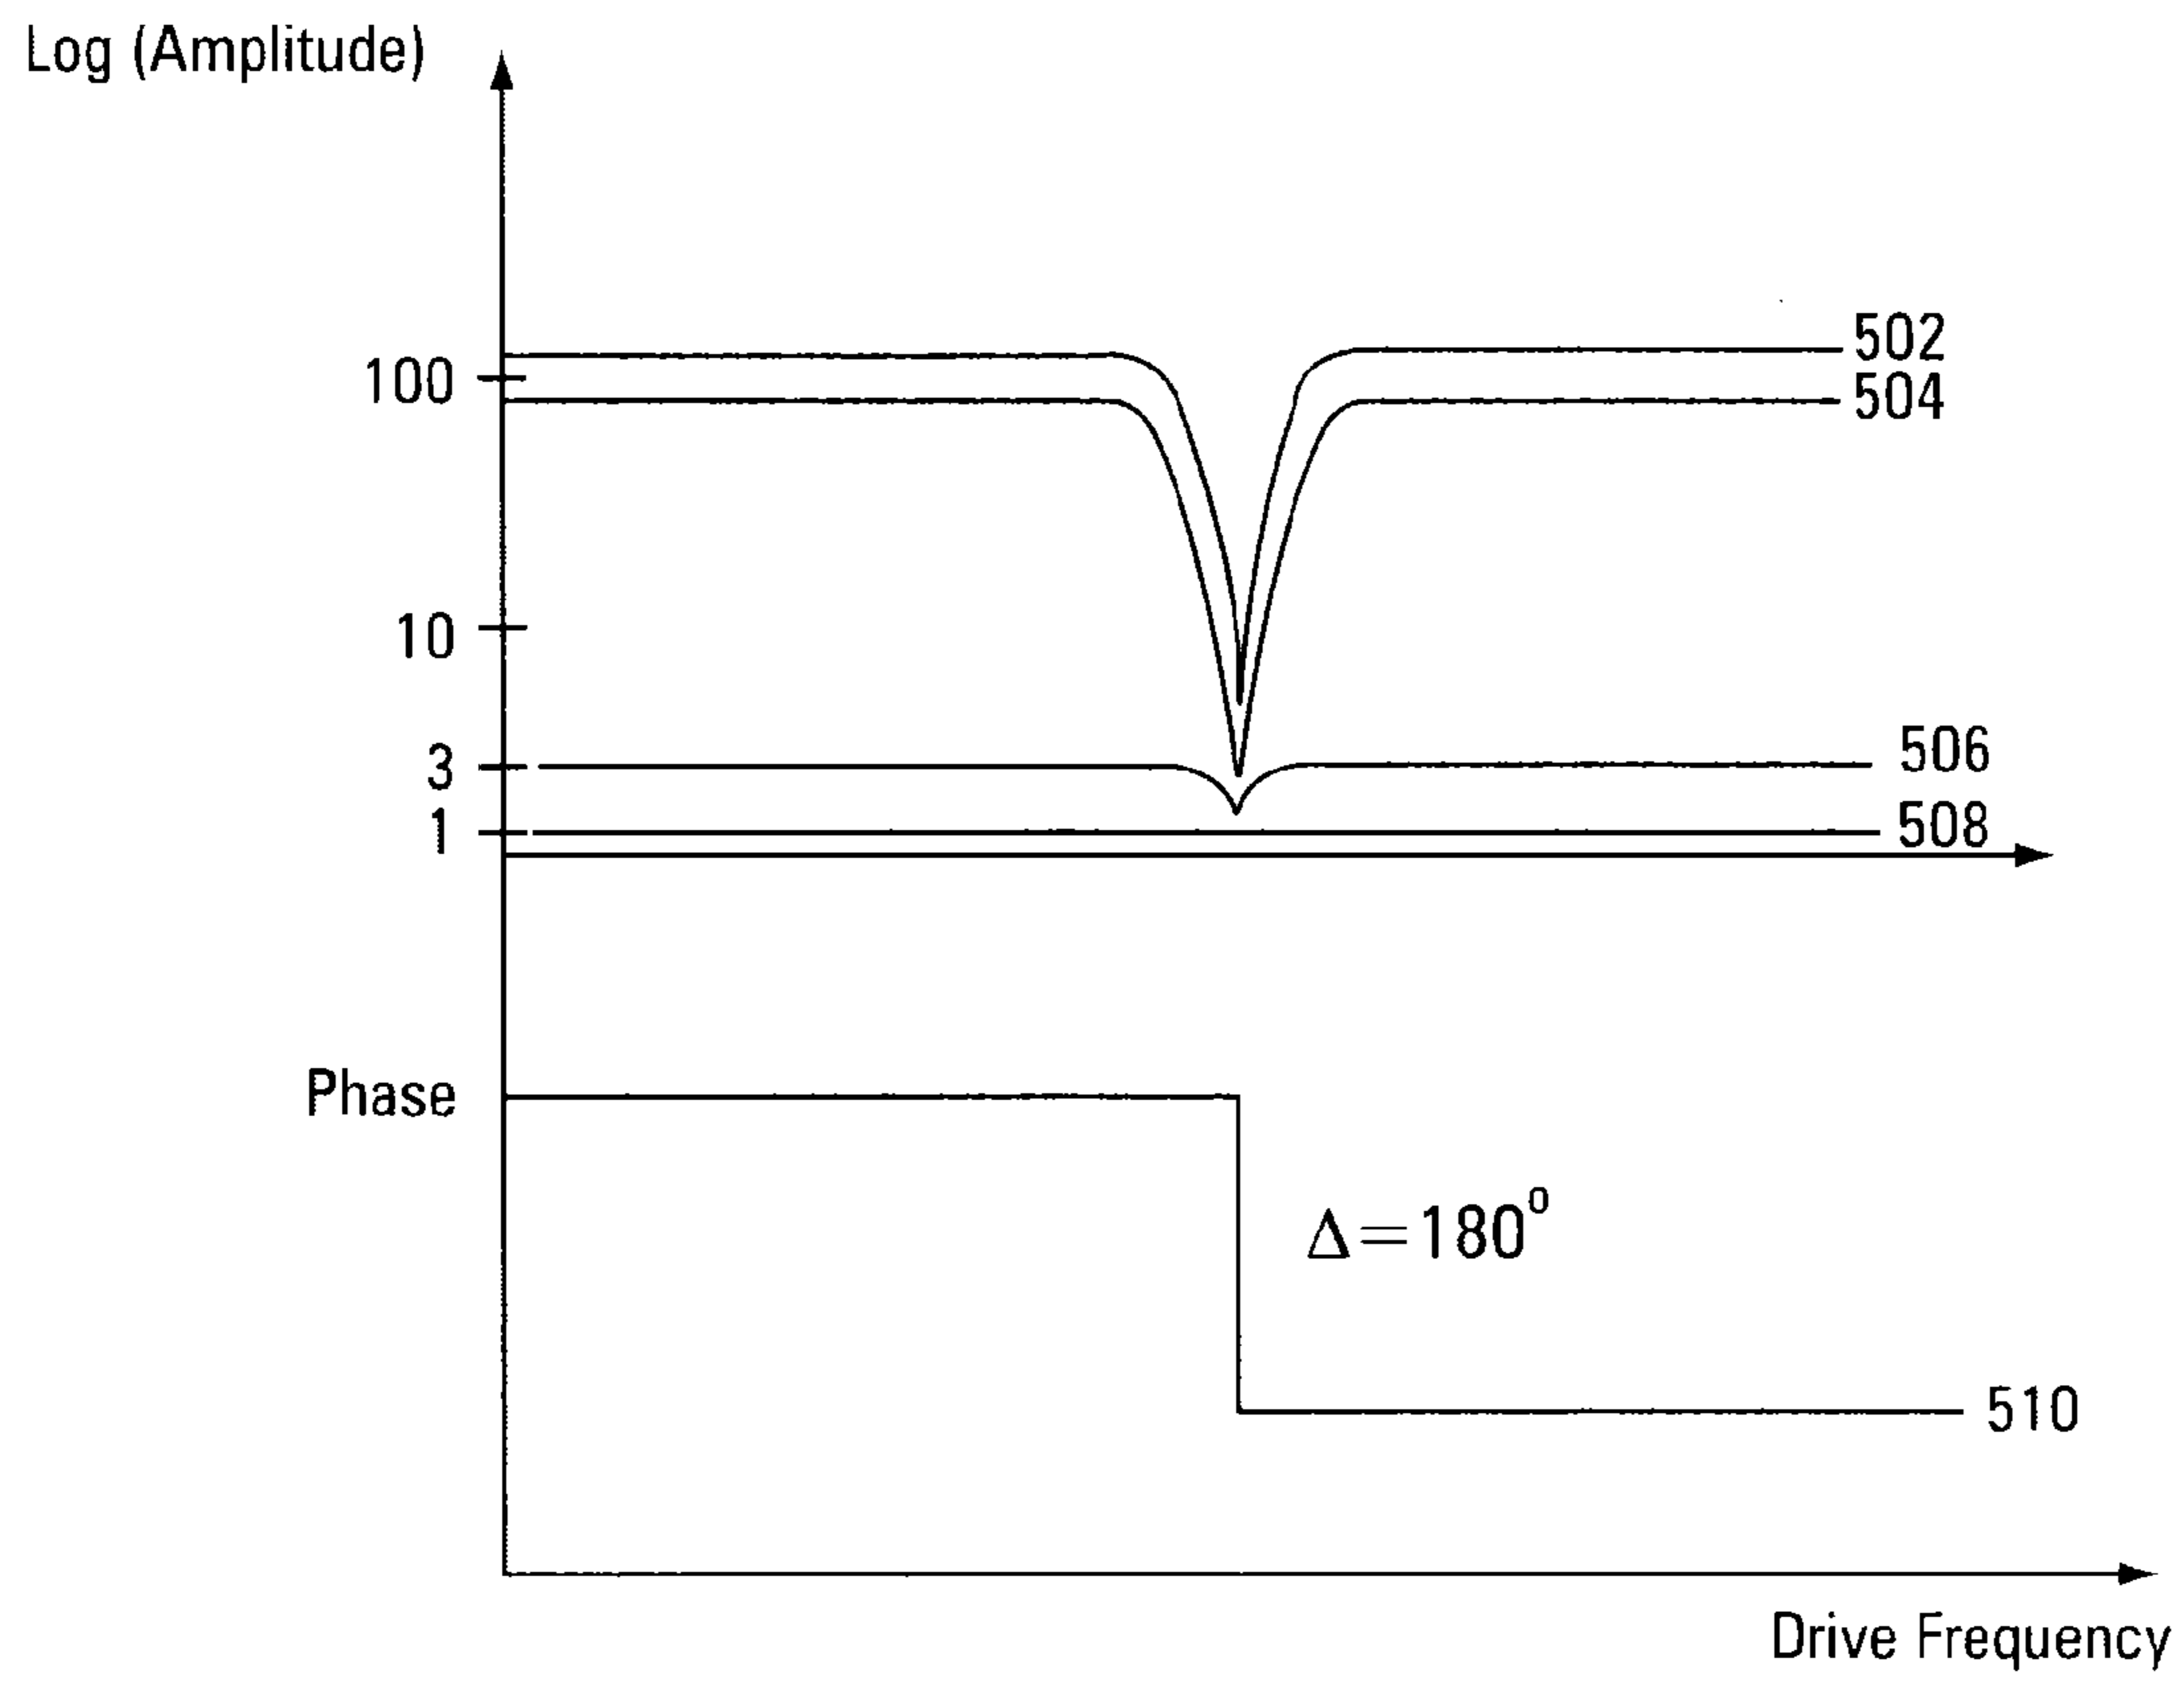 Log (Amplitude)
502
100
504
10
506
3
508
1
Phase
Δ=180°
510
Drive Frequency